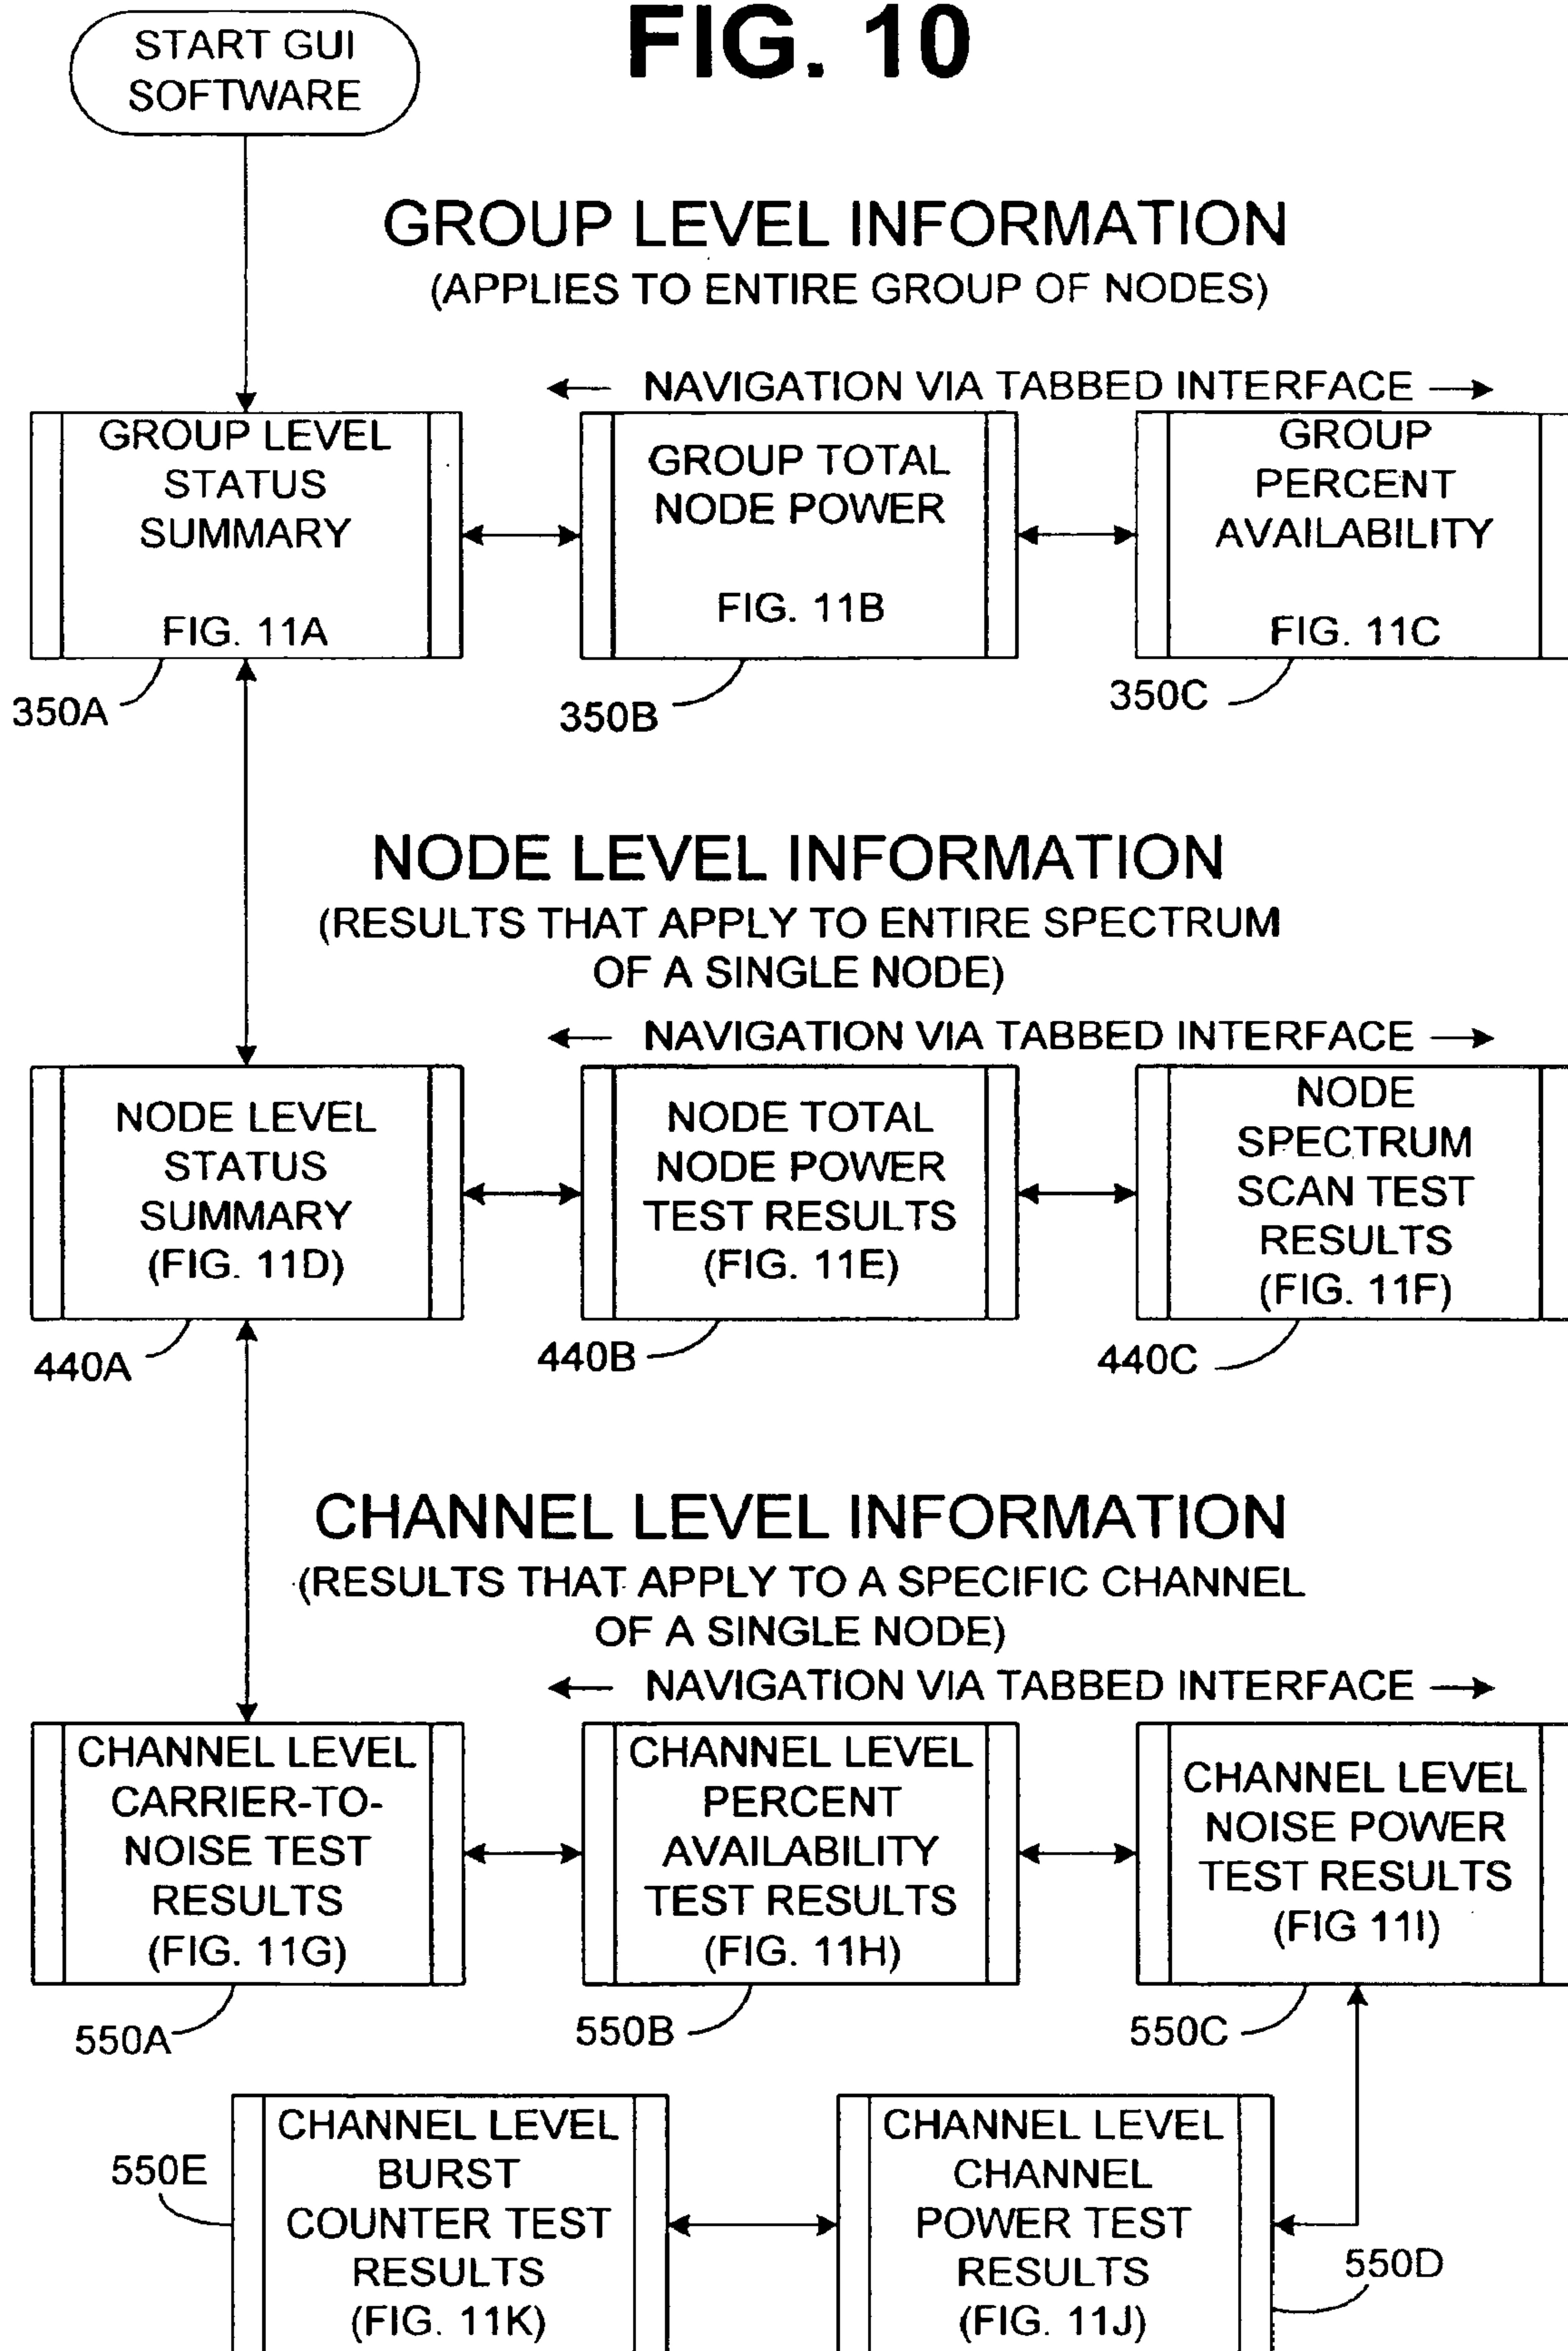 FIG. 10
START GUI
SOFTWARE
GROUP LEVEL INFORMATION
(APPLIES TO ENTIRE GROUP OF NODES)
NAVIGATION VIA TABBED INTERFACE
GROUP LEVEL
STATUS
SUMMARY
FIG. 11A
GROUP TOTAL
NODE POWER
FIG. 11B
GROUP
PERCENT
AVAILABILITY
FIG. 11C
350A
350B
350C
NODE LEVEL INFORMATION
(RESULTS THAT APPLY TO ENTIRE SPECTRUM
OF A SINGLE NODE)
NAVIGATION VIA TABBED INTERFACE
NODE LEVEL
STATUS
SUMMARY
(FIG. 11D)
NODE TOTAL
NODE POWER
TEST RESULTS
(FIG. 11E)
NODE
SPECTRUM
SCAN TEST
RESULTS
(FIG. 11F)
440A
440B
440C
CHANNEL LEVEL INFORMATION
(RESULTS THAT APPLY TO A SPECIFIC CHANNEL
OF A SINGLE NODE)
NAVIGATION VIA TABBED INTERFACE
CHANNEL LEVEL
CARRIER-TO-
NOISE TEST
RESULTS
(FIG. 11G)
CHANNEL LEVEL
PERCENT
AVAILABILITY
TEST RESULTS
(FIG. 11H)
CHANNEL LEVEL
NOISE POWER
TEST RESULTS
(FIG 11I)
550A
550B
550C
550E
CHANNEL LEVEL
BURST
COUNTER TEST
RESULTS
(FIG. 11K)
CHANNEL LEVEL
CHANNEL
POWER TEST
RESULTS
(FIG. 11J)
550D